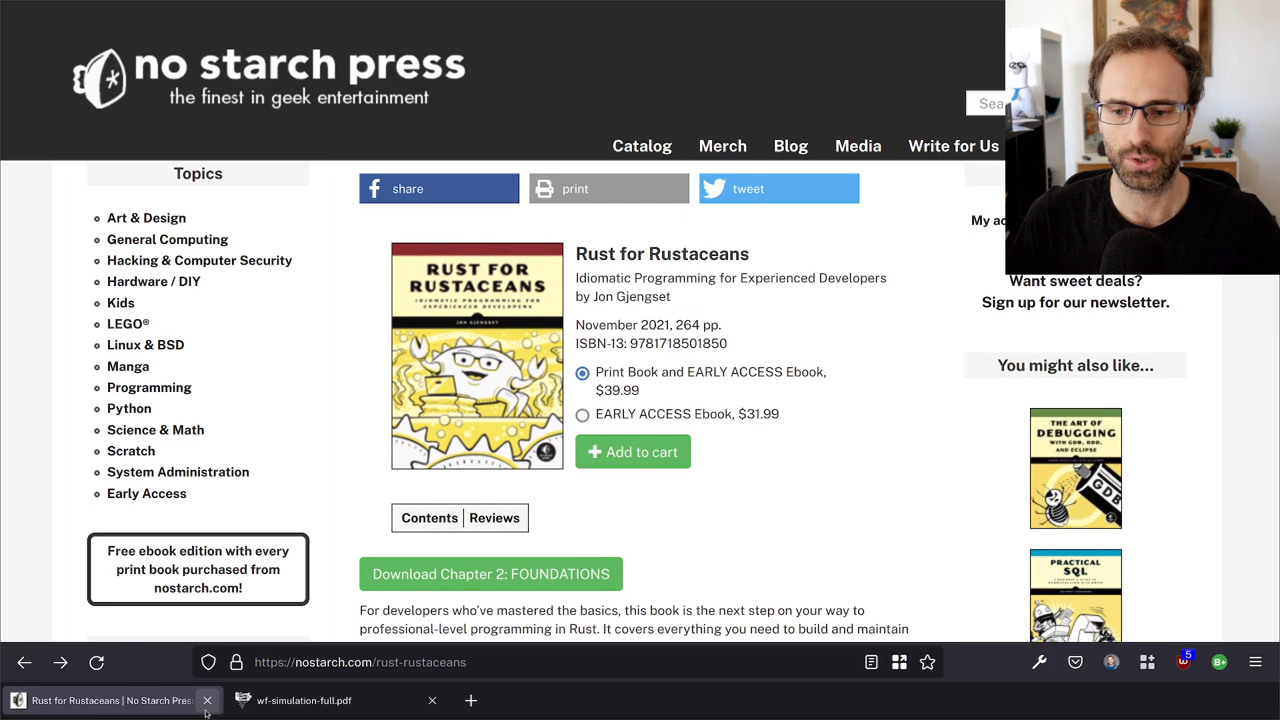 no starch press
the finest in geek entertainment
Sea
Catalog
Merch
Blog
Media
Write for Us
Topics
Art & Design
General Computing
Hacking & Computer Security
Hardware / DIY
Kids
LEGO®
Linux & BSD
Manga
Programming
Python
Science & Math
Scratch
System Administration
Early Access
Free ebook edition with every
print book purchased from
nostarch.com!
share
print
tweet
RUST FOR
RUSTACEANS
IDIOMATIC PROGRAMMING FOR
EXPERIENCED DEVELOPERS
JON GJENGSET
Rust for Rustaceans
Idiomatic Programming for Experienced Developers
by Jon Gjengset
November 2021, 264 pp.
ISBN-13: 9781718501850
Print Book and EARLY ACCESS Ebook,
$39.99
EARLY ACCESS Ebook, $31.99
Add to cart
Contents
Reviews
Download Chapter 2: FOUNDATIONS
For developers who've mastered the basics, this book is the next step on your way to
professional-level programming in Rust. It covers everything you need to build and maintain
My ac
Want sweet deals?
Sign up for our newsletter.
You might also like...
THE ART OF
DEBUGGING
WITH GDB, DDD,
AND ECLIPSE
GDB
PRACTICAL
SQL
https://nostarch.com/rust-rustaceans
5
B+
Rust for Rustaceans | No Starch Pres
wf-simulation-full.pdf